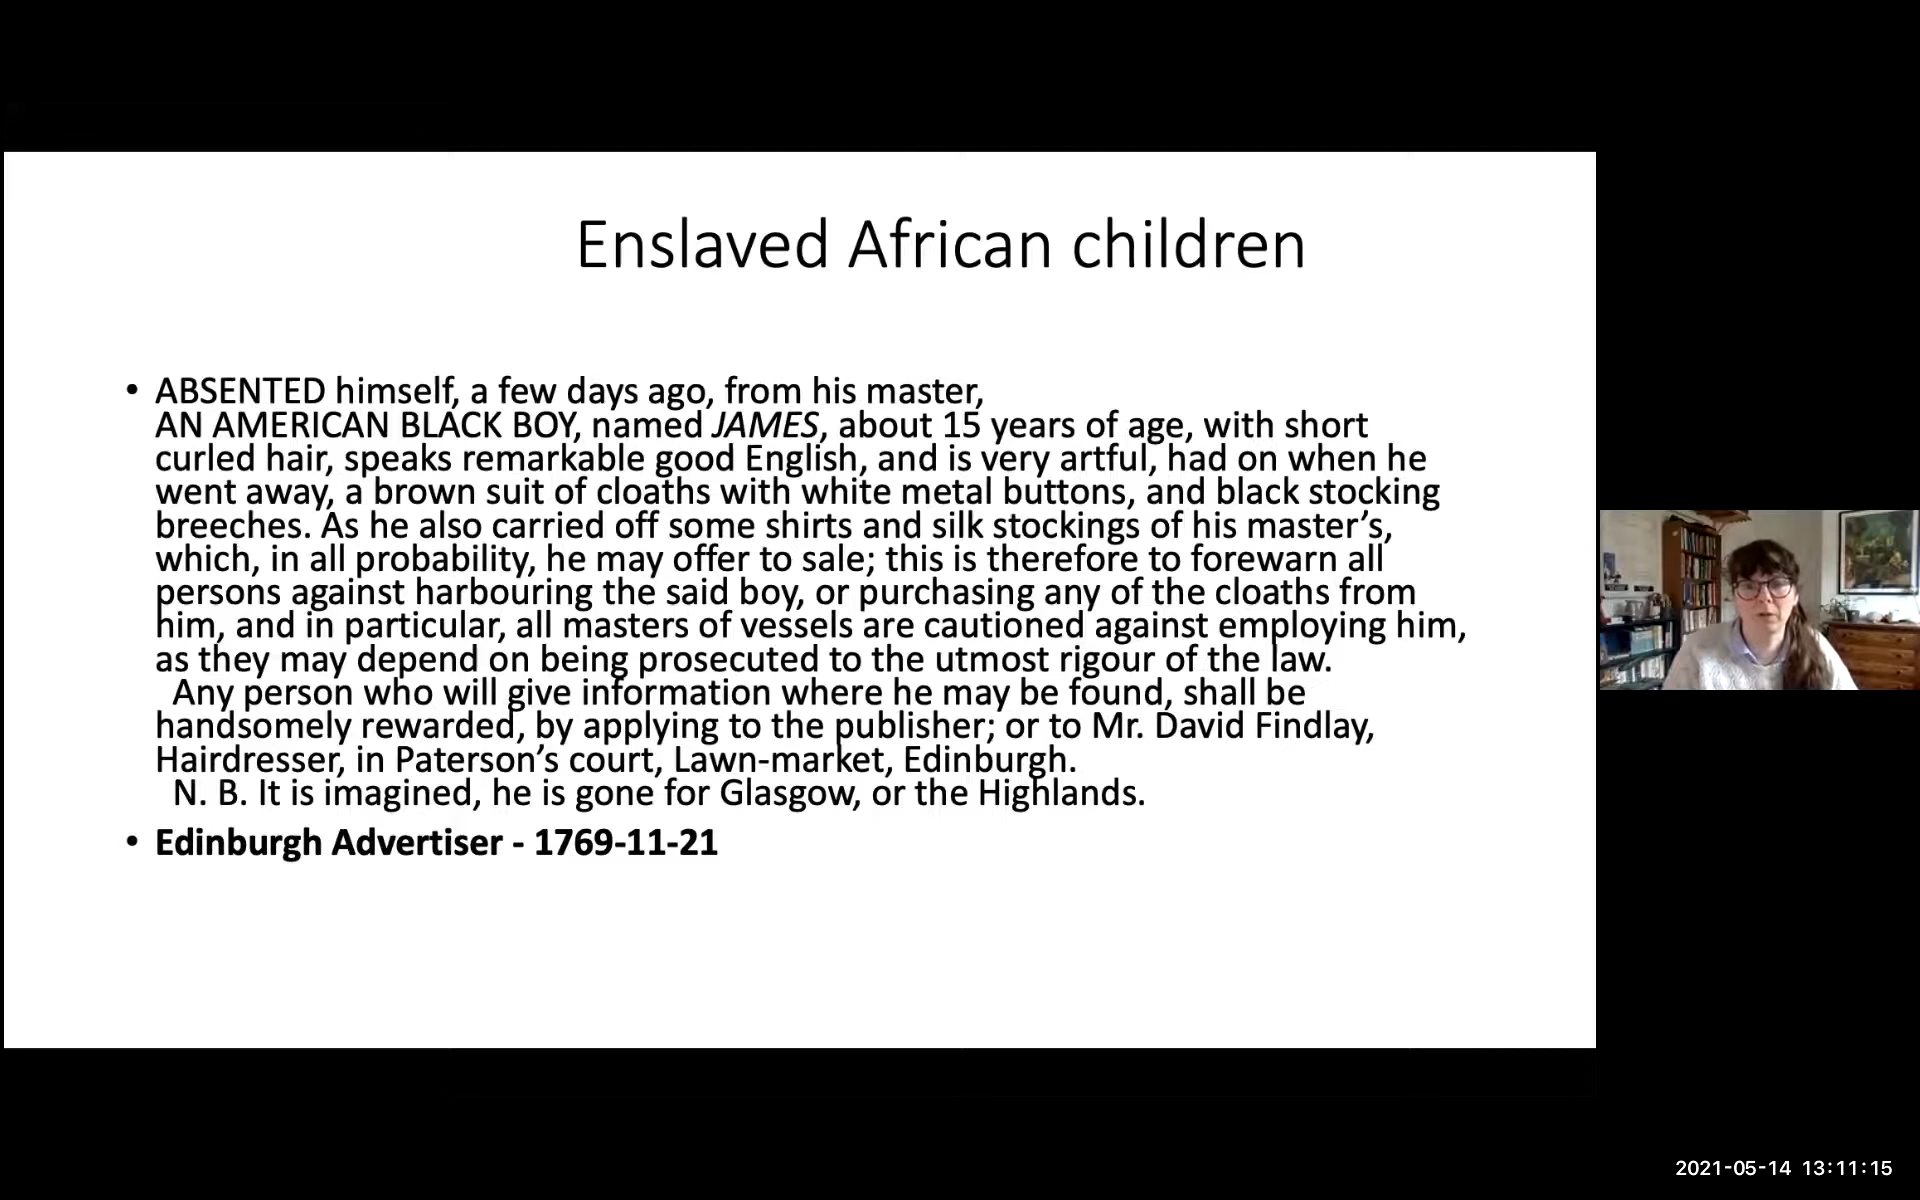 Enslaved African children
• ABSENTED himself, a few days ago, from his master,
AN AMERICAN BLACK BOY, named JAMES, about 15 years of age, with short
curled hair, speaks remarkable good English, and is very artful, had on when he
went away, a brown suit of cloaths with white metal buttons, and black stocking
breeches. As he also carried off some shirts and silk stockings of his master’s,
which, in all probability, he may offer to sale; this is therefore to forewarn all
persons against harbouring the said boy, or purchasing any of the cloaths from
him, and in particular, all masters of vessels are cautioned against employing him,
as they may depend on being prosecuted to the utmost rigour of the law.
Any person who will give information where he may be found, shall be
handsomely rewarded, by applying to the publisher; or to Mr. David Findlay,
Hairdresser, in Paterson’s court, Lawn-market, Edinburgh.
N. B. It is imagined, he is gone for Glasgow, or the Highlands.
• Edinburgh Advertiser - 1769-11-21
2021-05-14 13:11:15